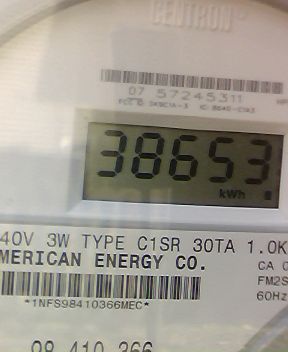 CENTRON
07 57245311
38653
kWh
40V 3W TYPE C1SR 30TA 1.0K
MERICAN ENERGY CO.
CA 0
FM2S
*1NFS98410366MEC*
60Hz
98 410 366